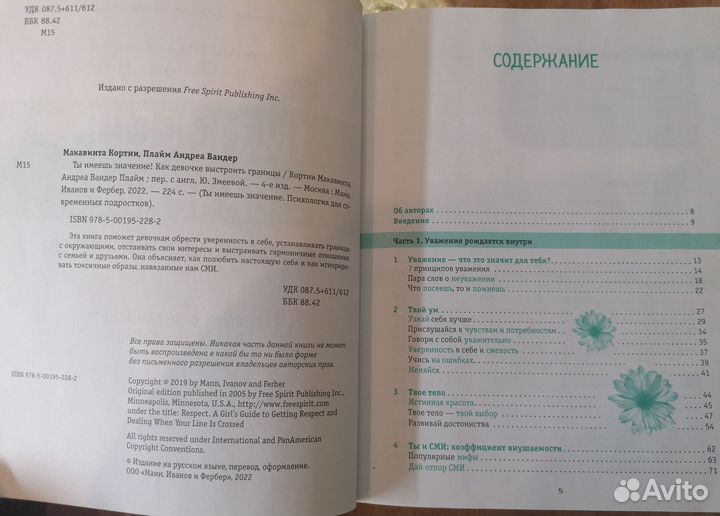 УДК 087.5+611/612
ББК 88.42
М15
Издано с разрешения Free Spirit Publishing Inc.
Макавинта Кортни, Плайм Андреа Вандер
М15
Ты имеешь значение! Как девочке выстроить границы / Кортни Макавинта,
Андреа Вандер Плайм ; пер. с англ. Ю. Змеевой. — 4-е изд. — Москва : Манн,
Иванов и Фербер, 2022. — 224 с. — (Ты имеешь значение. Психология для со-
временных подростков).
ISBN 978-5-00195-228-2
Эта книга поможет девочкам обрести уверенность в себе, устанавливать границы
с окружающими, отстаивать свои интересы и выстраивать гармоничные отношения
с семьей и друзьями. Она объясняет, как полюбить настоящую себя и как игнориро-
вать токсичные образы, навязанные нам СМИ.
УДК 087.5+611/612
ББК 88.42
Все права защищены. Никакая часть данной книги не может
быть воспроизведена в какой бы то ни было форме
без письменного разрешения владельцев авторских прав.
ISBN 978-5-00195-228-2
Copyright © 2019 by Mann, Ivanov and Ferber
Original edition published in 2005 by Free Spirit Publishing Inc.,
Minneapolis, Minnesota, U.S.A., http://www.freespirit.com
under the title: Respect. A Girl's Guide to Getting Respect and
Dealing When Your Line Is Crossed
All rights reserved under International and PanAmerican
Copyright Conventions.
© Издание на русском языке, перевод, оформление.
ООО «Манн, Иванов и Фербер», 2022
СОДЕРЖАНИЕ
Об авторах 8
Введение 9
Часть 1. Уважение рождается внутри
1 Уважение — что это значит для тебя? 13
7 принципов уважения 14
Пара слов о неуважении 18
Что посеешь, то и пожнешь 22
2 Твой ум 27
Узнай себя лучше 29
Прислушайся к чувствам и потребностям 34
Говори с собой уважительно 37
Уверенность в себе и смелость 38
Учись на ошибках 39
Меняйся 41
3 Твое тело 44
Истинная красота 45
Твое тело — твой выбор 47
Развивай достоинства 54
4 Ты и СМИ: коэффициент внушаемости 62
Популярные мифы 63
Дай отпор СМИ 71
5
Avito